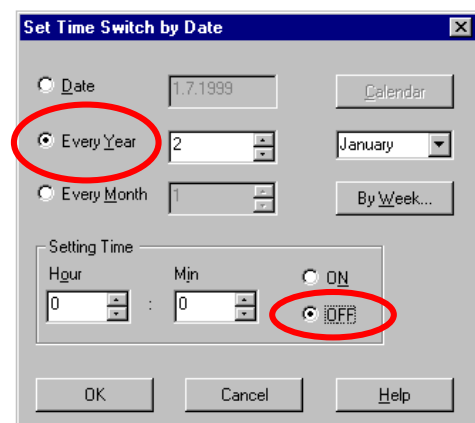 Set Time Switch by Date
Date 1.7.1999 Calendar
Every Year 2 January
Every Month 1 By Week...
Setting Time
Hour Min ON
0 : 0 OFF
OK Cancel Help